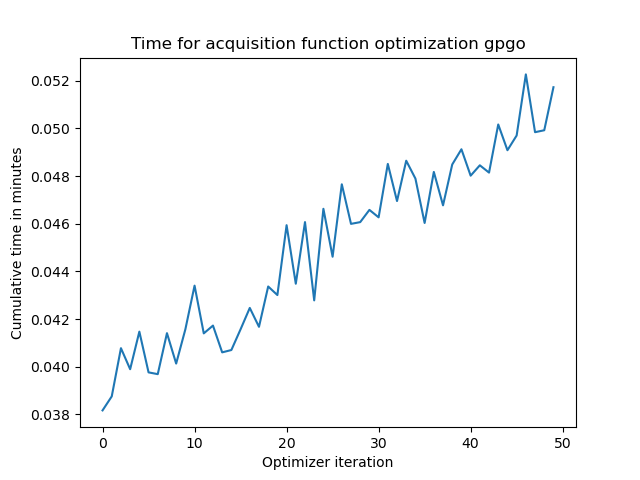 Time for acquisition function optimization gpgo
0.052
0.050
0.048
0.046
0.044
0.042
0.040
0.038
Cumulative time in minutes
0 10 20 30 40 50
Optimizer iteration